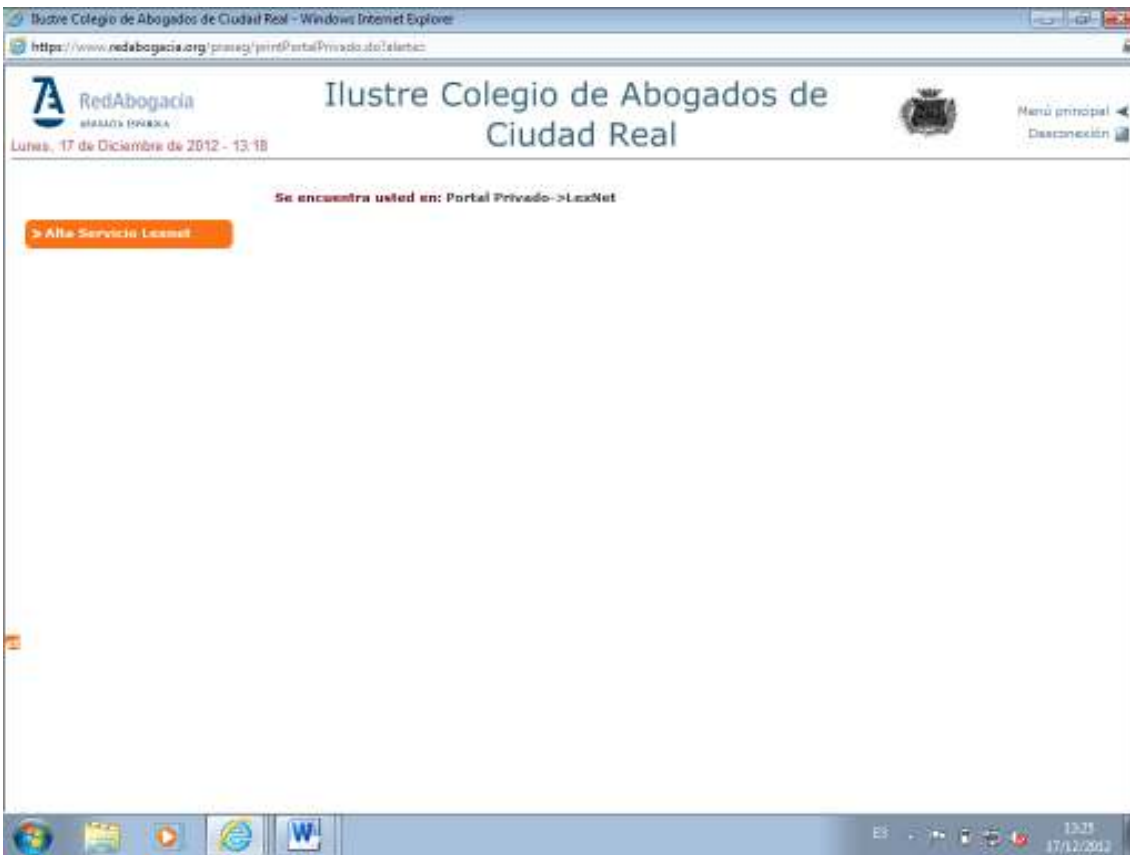 Ilustre Colegio de Abogados de Ciudad Real - Windows Internet Explorer
https://www.redabogacia.org/
RedAbogacía
Lunes, 17 de Diciembre de 2012 - 13:18
Ilustre Colegio de Abogados de
Ciudad Real
Menú principal
Desconexión
Se encuentra usted en: Portal Privado->LexNet
> Alta Servicio Lexnet
ES
13:25
17/12/2012